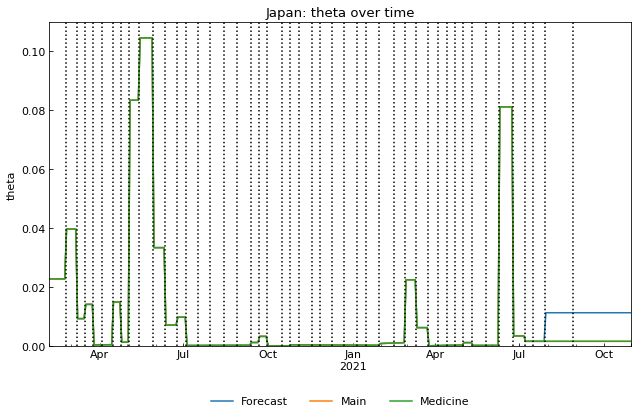 Japan: theta over time
theta
0.10
0.08
0.06
0.04
0.02
0.00
Apr Jul Oct Jan Apr Jul Oct
2021
Forecast Main Medicine